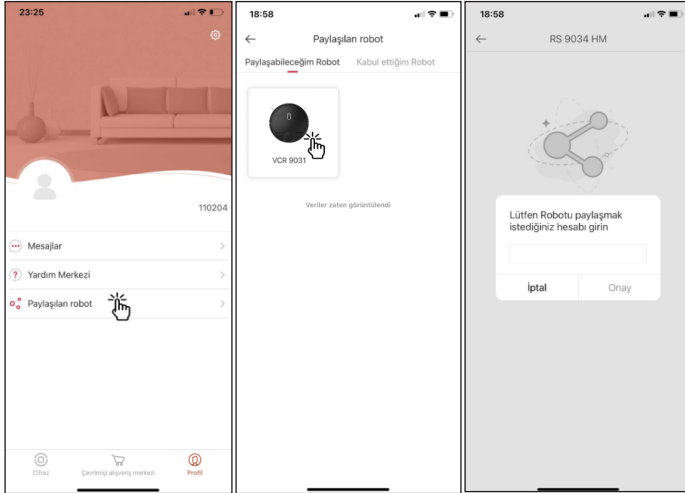 23:25
110204
Mesajlar
Yardım Merkezi
Paylaşılan robot
Cihaz
Çevrimiçi alışveriş merkezi
Profil
18:58
Paylaşılan robot
Paylaşabileceğim Robot
Kabul ettiğim Robot
VCR 9031
Veriler zaten görüntülendi
18:58
RS 9034 HM
Lütfen Robotu paylaşmak
istediğiniz hesabı girin
İptal
Onay